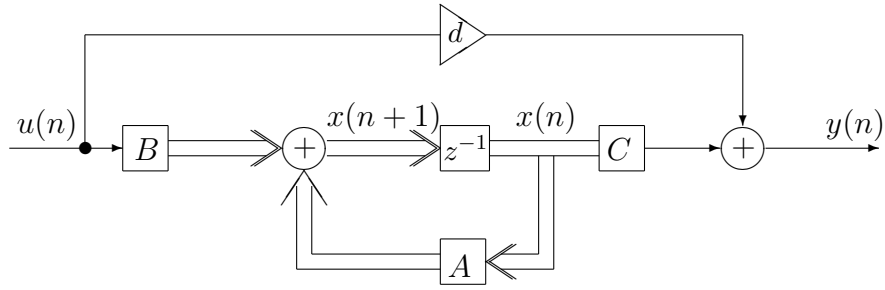 d
u(n) x(n + 1) x(n) y(n)
B + z⁻¹ C +
A